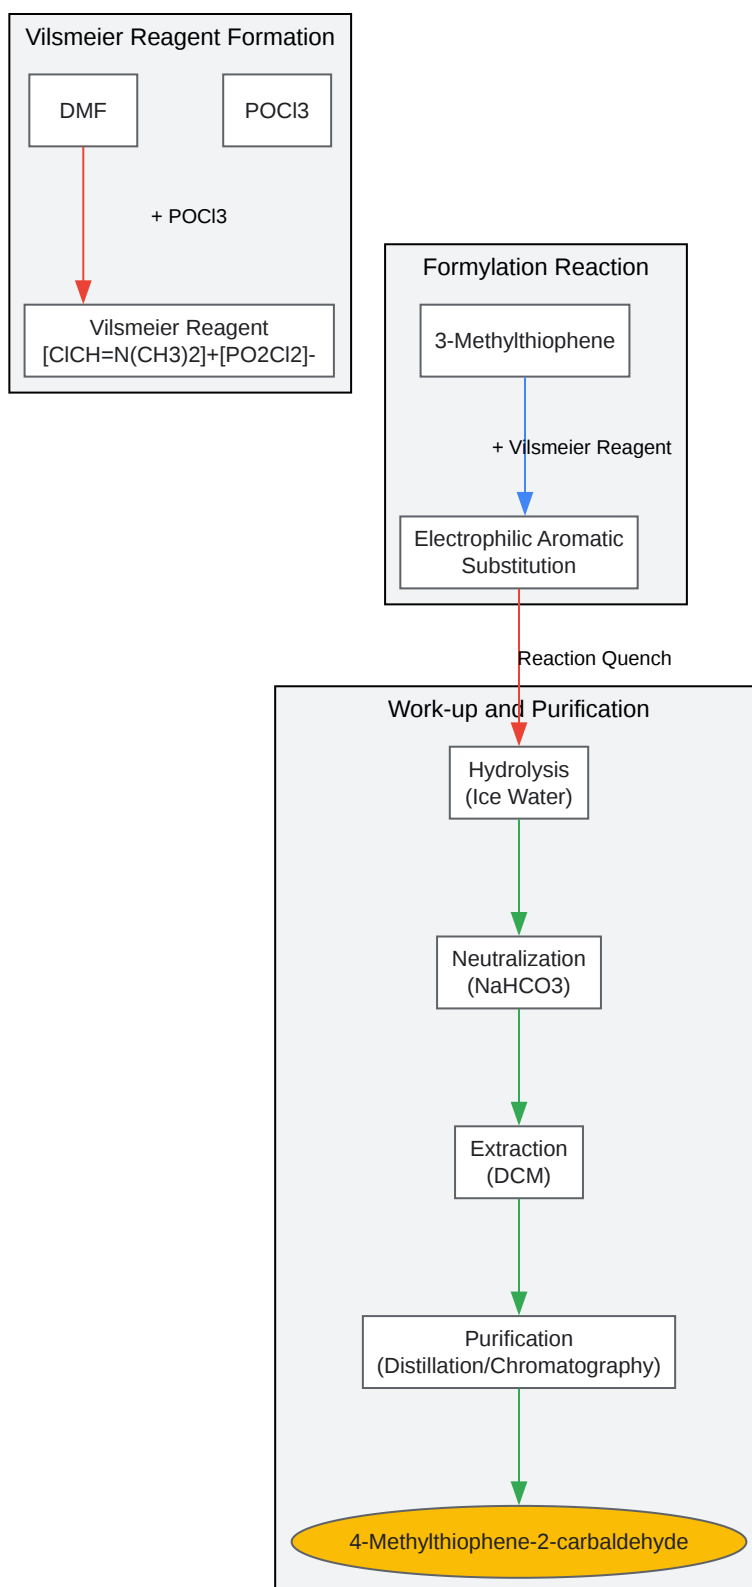 Vilsmeier Reagent Formation
DMF
POCl3
+ POCl3
Vilsmeier Reagent
[ClCH=N(CH3)2]+[PO2Cl2]-
Formylation Reaction
3-Methylthiophene
+ Vilsmeier Reagent
Electrophilic Aromatic
Substitution
Reaction Quench
Work-up and Purification
Hydrolysis
(Ice Water)
Neutralization
(NaHCO3)
Extraction
(DCM)
Purification
(Distillation/Chromatography)
4-Methylthiophene-2-carbaldehyde